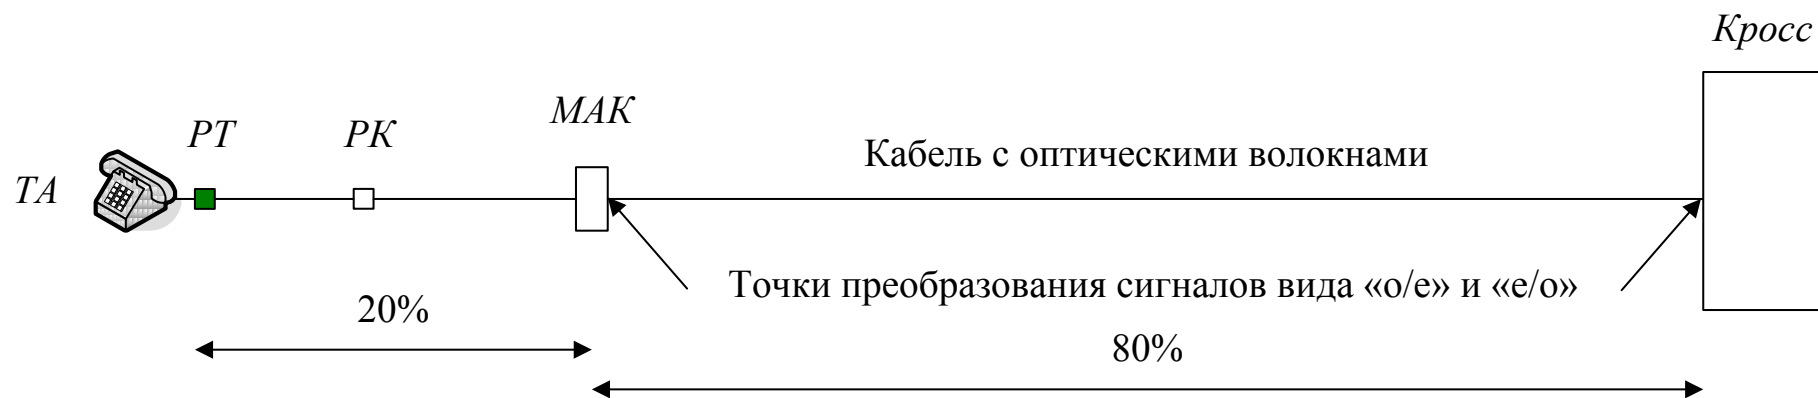 Кросс
МАК
РТ
РК
Кабель с оптическими волокнами
ТА
Точки преобразования сигналов вида «о/е» и «е/о»
20%
80%